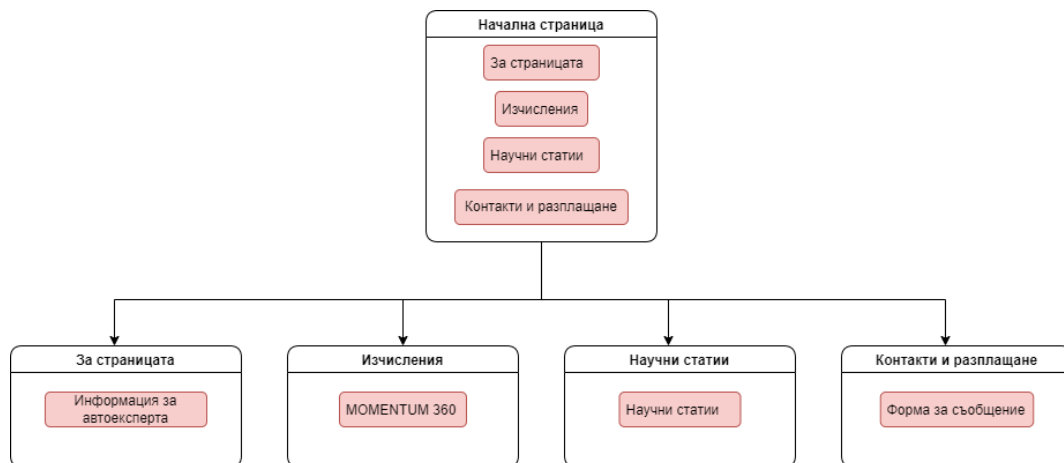 Начална страница
За страницата
Изчисления
Научни статии
Контакти и разплащане
За страницата
Информация за
автоексперта
Изчисления
MOMENTUM 360
Научни статии
Научни статии
Контакти и разплащане
Форма за съобщение